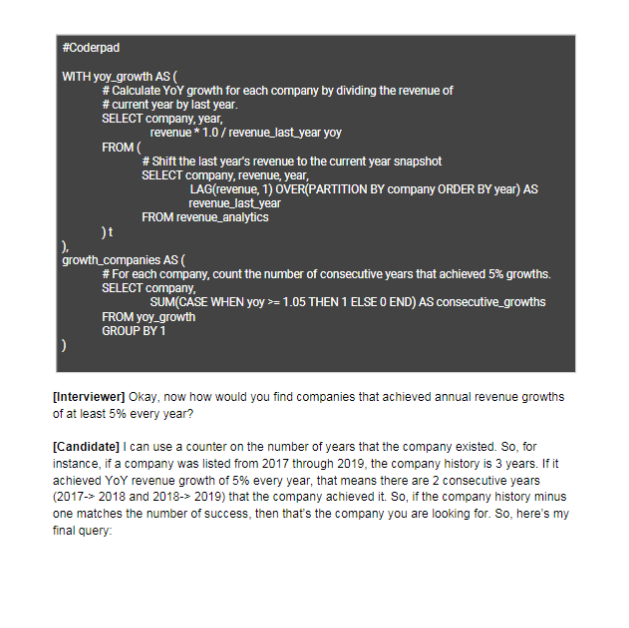 #Coderpad
WITH yoy_growth AS (
# Calculate YoY growth for each company by dividing the revenue of
# current year by last year.
SELECT company, year,
revenue * 1.0 / revenue_last_year yoy
FROM (
# Shift the last year's revenue to the current year snapshot
SELECT company, revenue, year,
LAG(revenue, 1) OVER(PARTITION BY company ORDER BY year) AS
revenue_last_year
FROM revenue_analytics
) t
),
growth_companies AS (
# For each company, count the number of consecutive years that achieved 5% growths.
SELECT company,
SUM(CASE WHEN yoy >= 1.05 THEN 1 ELSE 0 END) AS consecutive_growths
FROM yoy_growth
GROUP BY 1
)
[Interviewer] Okay, now how would you find companies that achieved annual revenue growths
of at least 5% every year?
[Candidate] I can use a counter on the number of years that the company existed. So, for
instance, if a company was listed from 2017 through 2019, the company history is 3 years. If it
achieved YoY revenue growth of 5% every year, that means there are 2 consecutive years
(2017-> 2018 and 2018-> 2019) that the company achieved it. So, if the company history minus
one matches the number of success, then that's the company you are looking for. So, here's my
final query: